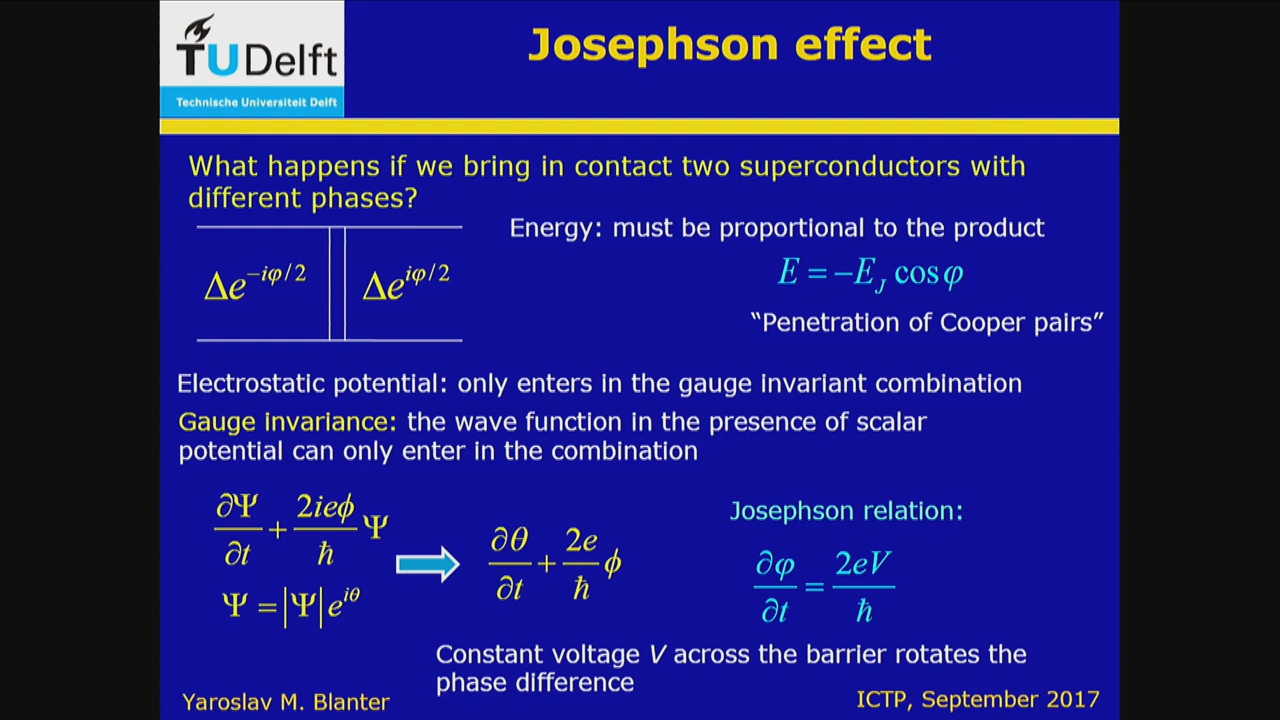 TUDelft
Technische Universiteit Delft
Josephson effect
What happens if we bring in contact two superconductors with
different phases?
Δe^{−iφ/2} Δe^{iφ/2}
Energy: must be proportional to the product
E = −E_J cos φ
“Penetration of Cooper pairs”
Electrostatic potential: only enters in the gauge invariant combination
Gauge invariance: the wave function in the presence of scalar
potential can only enter in the combination
∂Ψ/∂t + 2ieϕ/ħ Ψ
Ψ = |Ψ| e^{iθ}
∂θ/∂t + 2e/ħ ϕ
Josephson relation:
∂φ/∂t = 2eV/ħ
Constant voltage V across the barrier rotates the
phase difference
Yaroslav M. Blanter
ICTP, September 2017